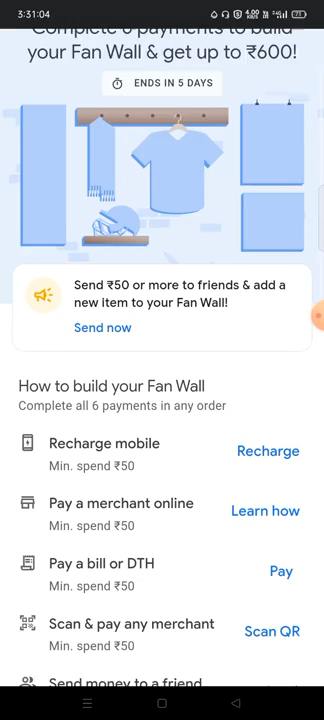 3:31:04
4.00 KB/S
71
Complete 6 payments to build
your Fan Wall & get up to ₹600!
ENDS IN 5 DAYS
Send ₹50 or more to friends & add a
new item to your Fan Wall!
Send now
How to build your Fan Wall
Complete all 6 payments in any order
Recharge mobile
Min. spend ₹50
Recharge
Pay a merchant online
Min. spend ₹50
Learn how
Pay a bill or DTH
Min. spend ₹50
Pay
Scan & pay any merchant
Min. spend ₹50
Scan QR
Send money to a friend